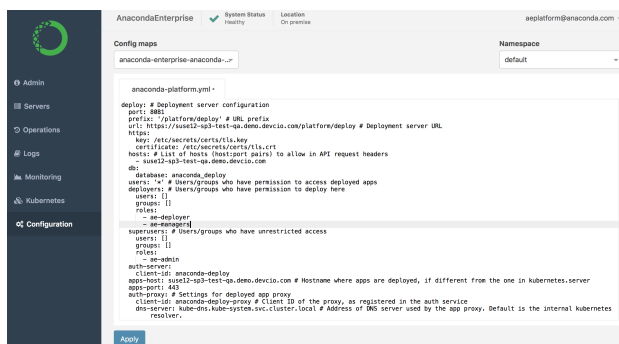 AnacondaEnterprise
System Status
Healthy
Location
On premise
aeplatform@anaconda.com
Config maps
anaconda-enterprise-anaconda-...
Namespace
default
Admin
Servers
Operations
Logs
Monitoring
Kubernetes
Configuration
anaconda-platform.yml •
deploy: # Deployment server configuration
port: 8081
prefix: '/platform/deploy' # URL prefix
url: https://suse12-sp3-test-qa.demo.devcio.com/platform/deploy # Deployment server URL
https:
key: /etc/secrets/certs/tls.key
certificate: /etc/secrets/certs/tls.crt
hosts: # List of hosts (host:port pairs) to allow in API request headers
- suse12-sp3-test-qa.demo.devcio.com
db:
database: anaconda_deploy
users: '*' # Users/groups who have permission to access deployed apps
deployers: # Users/groups who have permission to deploy here
users: []
groups: []
roles:
- ae-deployer
- ae-managers
superusers: # Users/groups who have unrestricted access
users: []
groups: []
roles:
- ae-admin
auth-server:
client-id: anaconda-deploy
apps-host: suse12-sp3-test-qa.demo.devcio.com # Hostname where apps are deployed, if different from the one in kubernetes.server
apps-port: 443
auth-proxy: # Settings for deployed app proxy
client-id: anaconda-deploy-proxy # Client ID of the proxy, as registered in the auth service
dns-server: kube-dns.kube-system.svc.cluster.local # Address of DNS server used by the app proxy. Default is the internal kubernetes
resolver.
Apply